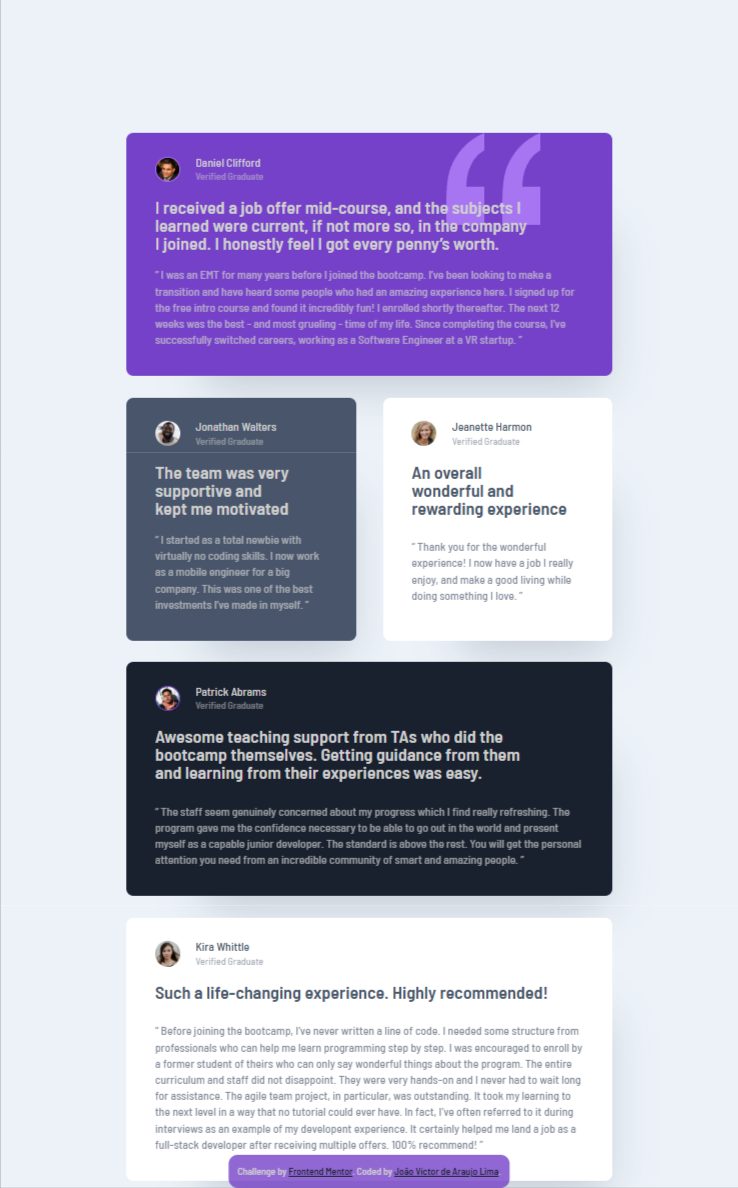 Daniel Clifford
Verified Graduate
I received a job offer mid-course, and the subjects I
learned were current, if not more so, in the company
I joined. I honestly feel I got every penny’s worth.
“ I was an EMT for many years before I joined the bootcamp. I’ve been looking to make a
transition and have heard some people who had an amazing experience here. I signed up for
the free intro course and found it incredibly fun! I enrolled shortly thereafter. The next 12
weeks was the best - and most grueling - time of my life. Since completing the course, I’ve
successfully switched careers, working as a Software Engineer at a VR startup. ”
Jonathan Walters
Verified Graduate
The team was very
supportive and
kept me motivated
“ I started as a total newbie with
virtually no coding skills. I now work
as a mobile engineer for a big
company. This was one of the best
investments I’ve made in myself. ”
Jeanette Harmon
Verified Graduate
An overall
wonderful and
rewarding experience
“ Thank you for the wonderful
experience! I now have a job I really
enjoy, and make a good living while
doing something I love. ”
Patrick Abrams
Verified Graduate
Awesome teaching support from TAs who did the
bootcamp themselves. Getting guidance from them
and learning from their experiences was easy.
“ The staff seem genuinely concerned about my progress which I find really refreshing. The
program gave me the confidence necessary to be able to go out in the world and present
myself as a capable junior developer. The standard is above the rest. You will get the personal
attention you need from an incredible community of smart and amazing people. ”
Kira Whittle
Verified Graduate
Such a life-changing experience. Highly recommended!
“ Before joining the bootcamp, I’ve never written a line of code. I needed some structure from
professionals who can help me learn programming step by step. I was encouraged to enroll by
a former student of theirs who can only say wonderful things about the program. The entire
curriculum and staff did not disappoint. They were very hands-on and I never had to wait long
for assistance. The agile team project, in particular, was outstanding. It took my learning to
the next level in a way that no tutorial could ever have. In fact, I’ve often referred to it during
interviews as an example of my developent experience. It certainly helped me land a job as a
full-stack developer after receiving multiple offers. 100% recommend! ”
Challenge by Frontend Mentor. Coded by João Victor de Araujo Lima.